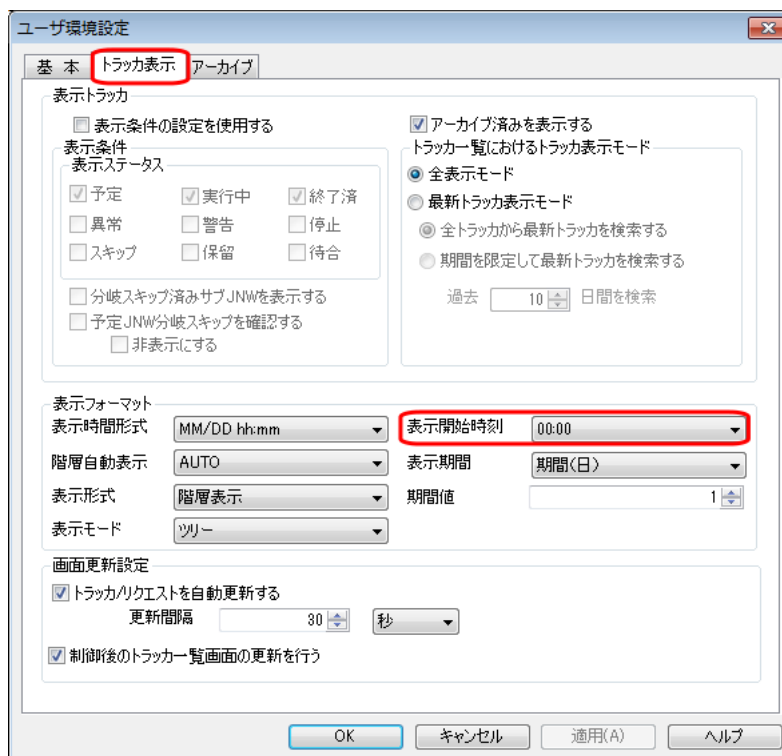 ユーザ環境設定
基 本 トラッカ表示 アーカイブ
表示トラッカ
表示条件の設定を使用する
表示条件
表示ステータス
予定 実行中 終了済
異常 警告 停止
スキップ 保留 待合
分岐スキップ済みサブJNWを表示する
予定JNW分岐スキップを確認する
非表示にする
アーカイブ済みを表示する
トラッカ一覧におけるトラッカ表示モード
全表示モード
最新トラッカ表示モード
全トラッカから最新トラッカを検索する
期間を限定して最新トラッカを検索する
過去 10 日間を検索
表示フォーマット
表示時間形式 MM/DD hh:mm 表示開始時刻 00:00
階層自動表示 AUTO 表示期間 期間(日)
表示形式 階層表示 期間値 1
表示モード ツリー
画面更新設定
トラッカ/リクエストを自動更新する
更新間隔 30 秒
制御後のトラッカ一覧画面の更新を行う
OK キャンセル 適用(A) ヘルプ